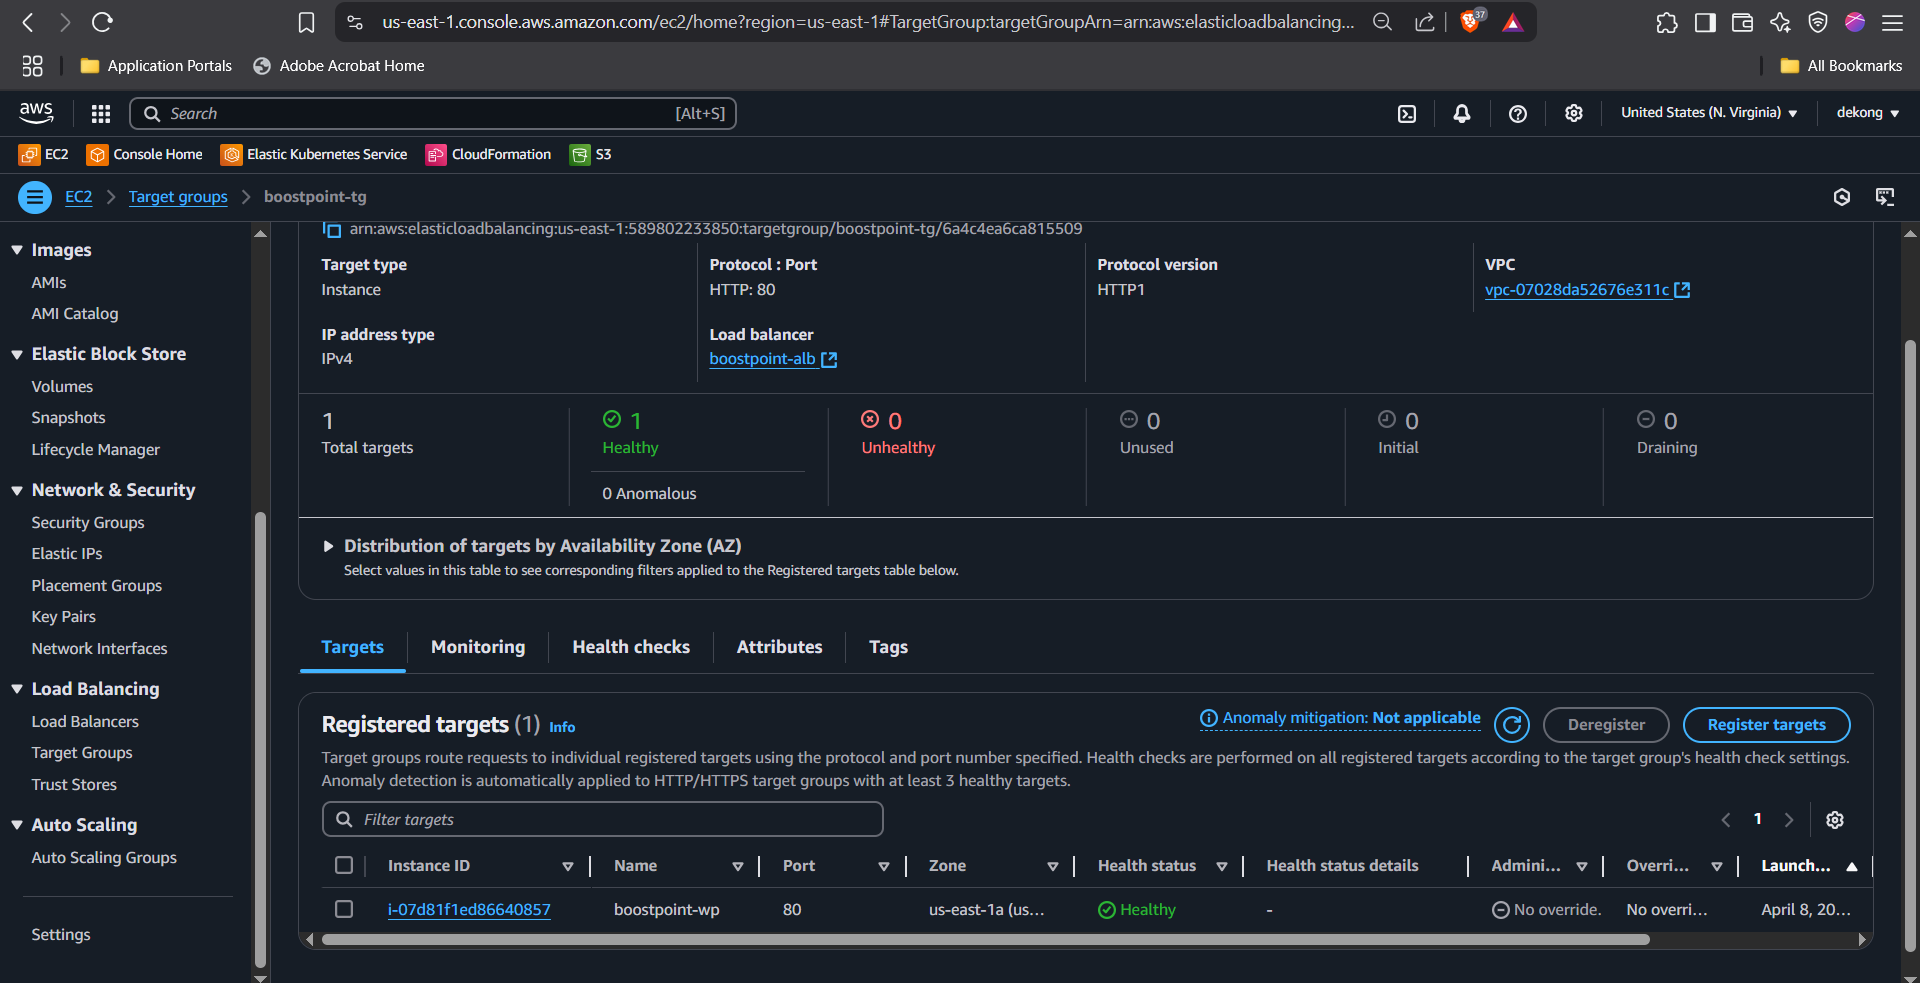 us-east-1.console.aws.amazon.com/ec2/home?region=us-east-1#TargetGroup:targetGroupArn=arn:aws:elasticloadbalancing...
37
Application Portals
Adobe Acrobat Home
All Bookmarks
aws
Search
[Alt+S]
United States (N. Virginia)
dekong
EC2
Console Home
Elastic Kubernetes Service
CloudFormation
S3
EC2
Target groups
boostpoint-tg
Images
AMIs
AMI Catalog
Elastic Block Store
Volumes
Snapshots
Lifecycle Manager
Network & Security
Security Groups
Elastic IPs
Placement Groups
Key Pairs
Network Interfaces
Load Balancing
Load Balancers
Target Groups
Trust Stores
Auto Scaling
Auto Scaling Groups
Settings
arn:aws:elasticloadbalancing:us-east-1:589802233850:targetgroup/boostpoint-tg/6a4c4ea6ca815509
Target type
Instance
Protocol : Port
HTTP: 80
Protocol version
HTTP1
VPC
vpc-07028da52676e311c
IP address type
IPv4
Load balancer
boostpoint-alb
1
Total targets
1
Healthy
0 Anomalous
0
Unhealthy
0
Unused
0
Initial
0
Draining
Distribution of targets by Availability Zone (AZ)
Select values in this table to see corresponding filters applied to the Registered targets table below.
Targets
Monitoring
Health checks
Attributes
Tags
Registered targets (1) Info
Anomaly mitigation: Not applicable
Deregister
Register targets
Target groups route requests to individual registered targets using the protocol and port number specified. Health checks are performed on all registered targets according to the target group's health check settings.
Anomaly detection is automatically applied to HTTP/HTTPS target groups with at least 3 healthy targets.
Filter targets
1
Instance ID
Name
Port
Zone
Health status
Health status details
Admini...
Overri...
Launch...
i-07d81f1ed86640857
boostpoint-wp
80
us-east-1a (us...
Healthy
-
No override.
No overri...
April 8, 20...